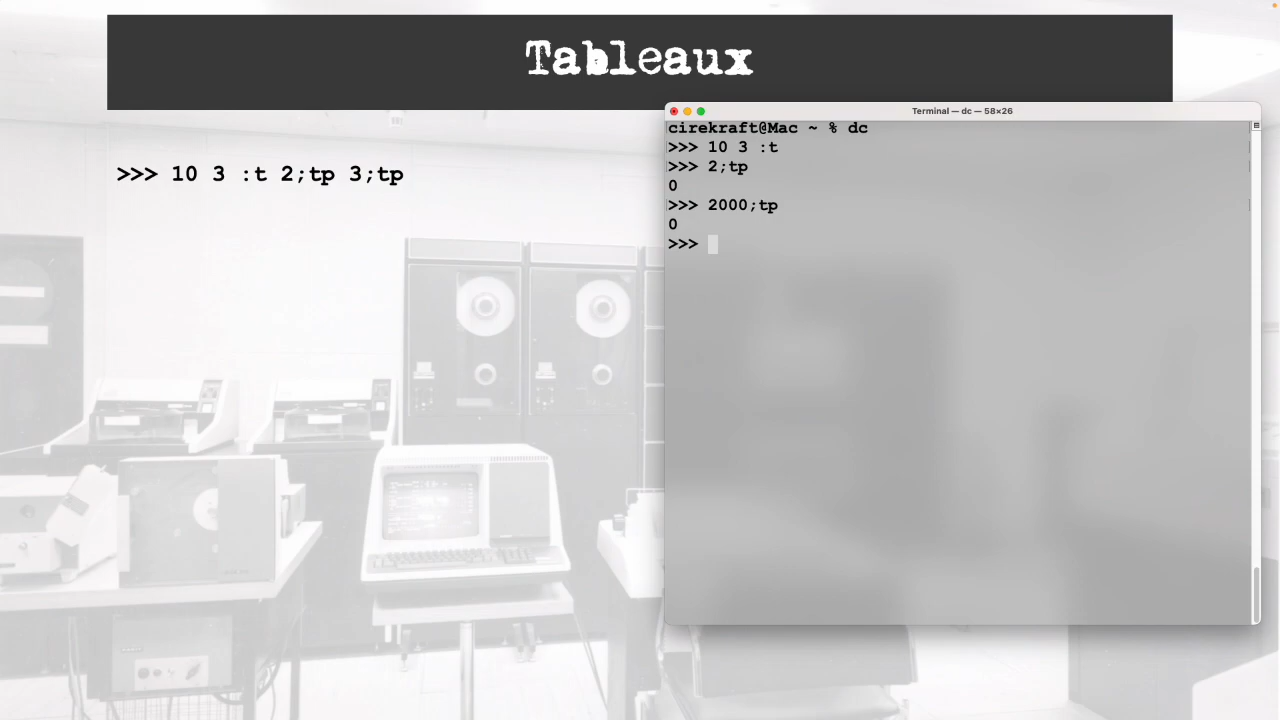 Tableaux
>>> 10 3 :t 2;tp 3;tp
Terminal — dc — 58×26
cirekraft@Mac ~ % dc
>>> 10 3 :t
>>> 2;tp
0
>>> 2000;tp
0
>>>